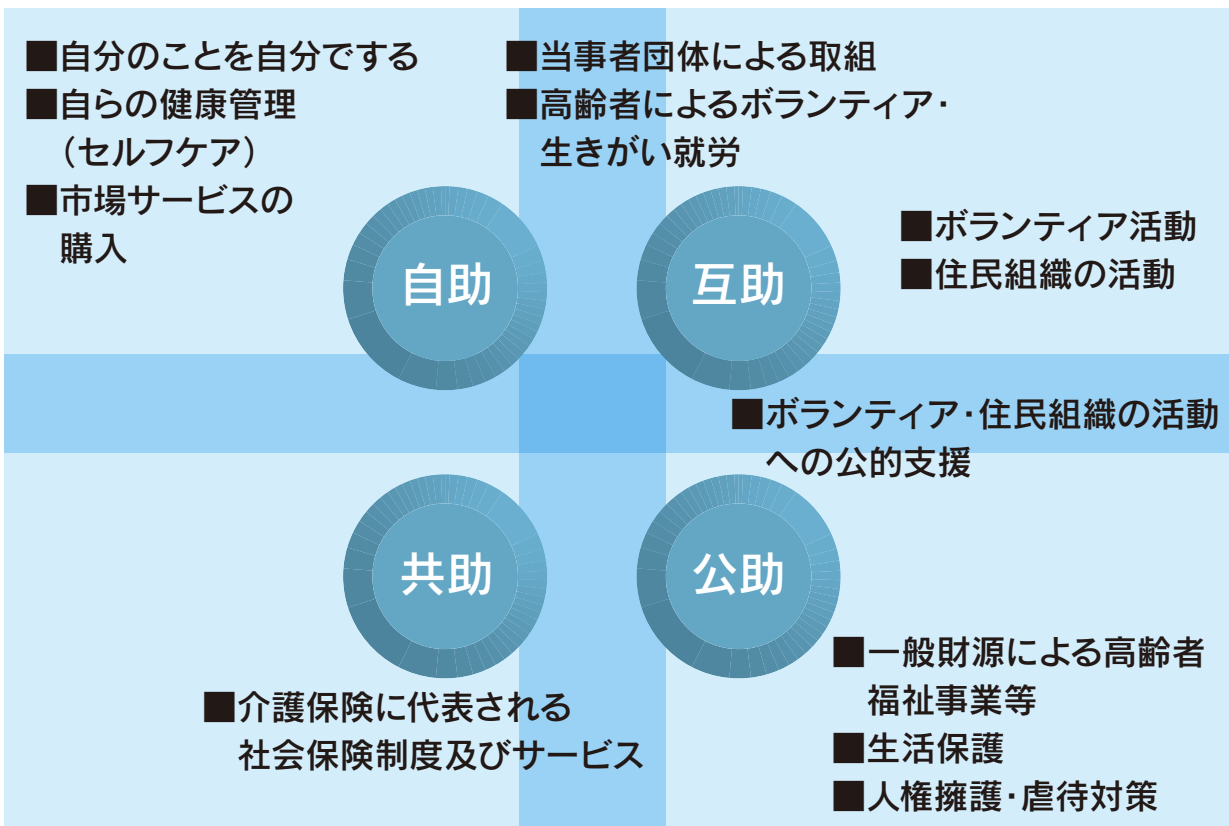 ■自分のことを自分でする
■自らの健康管理
（セルフケア）
■市場サービスの
購入
■当事者団体による取組
■高齢者によるボランティア・
生きがい就労
自助
互助
■ボランティア活動
■住民組織の活動
■ボランティア・住民組織の活動
への公的支援
共助
公助
■介護保険に代表される
社会保険制度及びサービス
■一般財源による高齢者
福祉事業等
■生活保護
■人権擁護・虐待対策